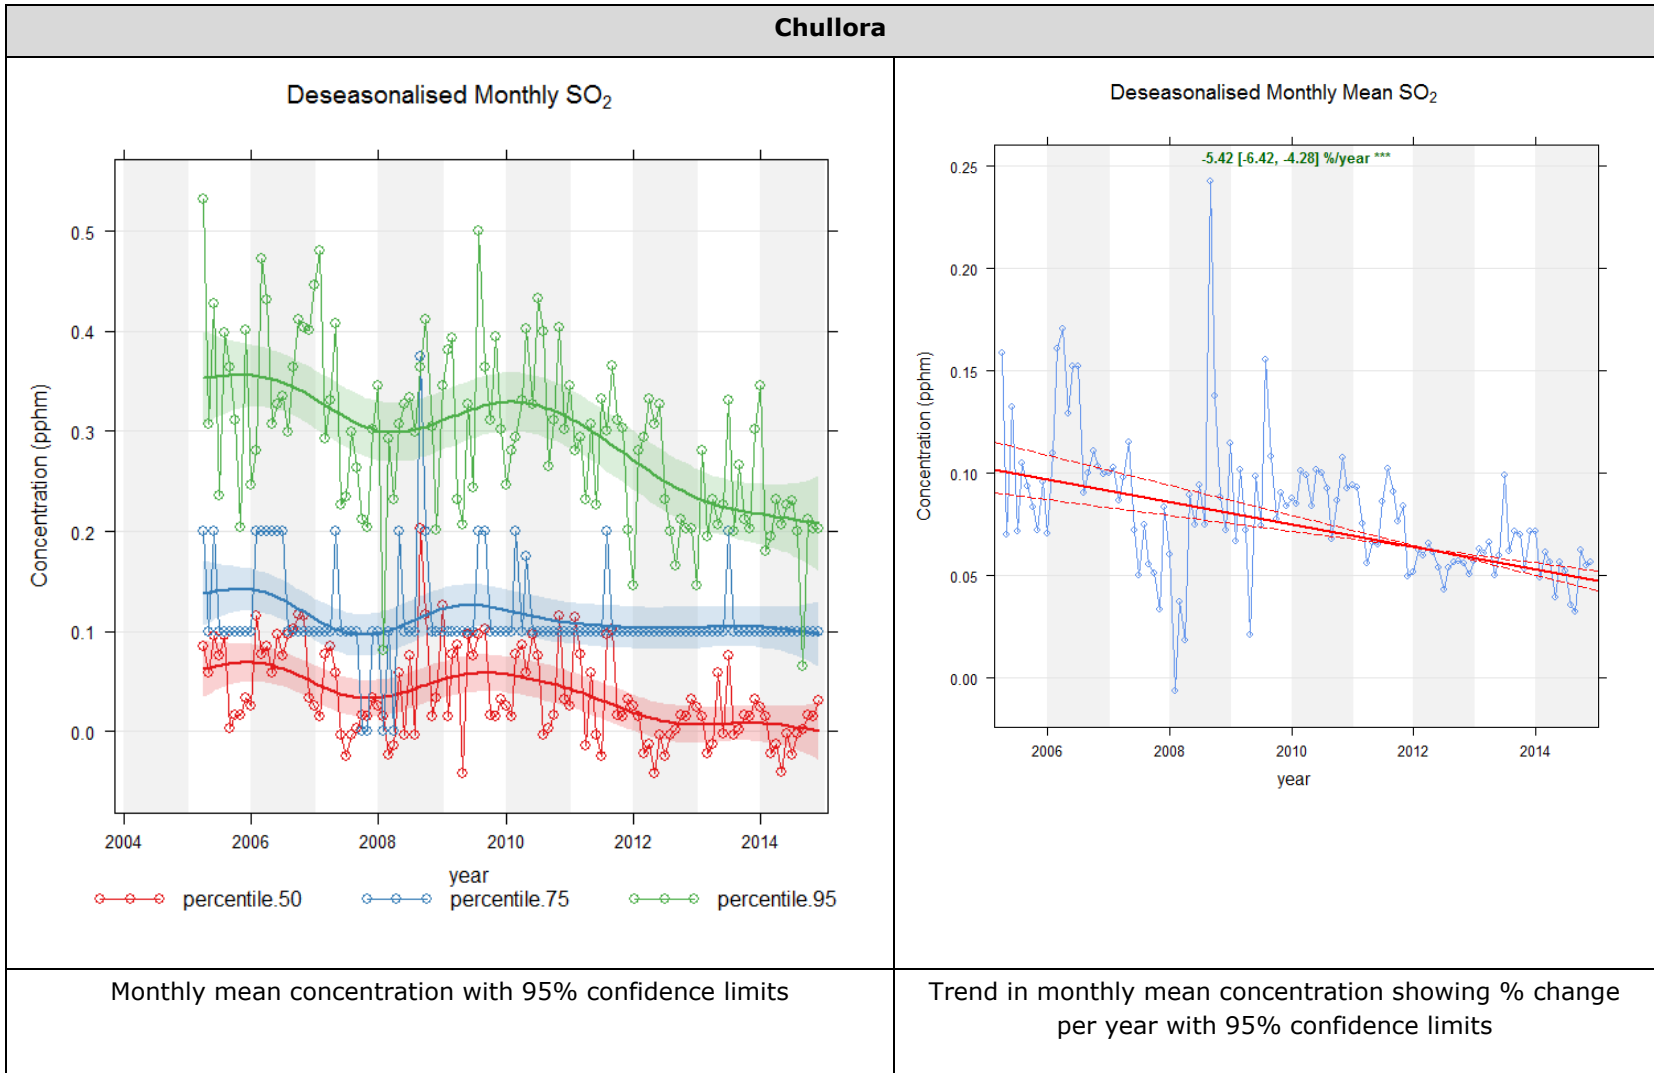 Chullora
Deseasonalised Monthly SO₂
Concentration (pphm)
0.5
0.4
0.3
0.2
0.1
0.0
2004 2006 2008 2010 2012 2014
year
percentile.50 percentile.75 percentile.95
Deseasonalised Monthly Mean SO₂
-5.42 [-6.42, -4.28] %/year ***
Concentration (pphm)
0.25
0.20
0.15
0.10
0.05
0.00
2006 2008 2010 2012 2014
year
Monthly mean concentration with 95% confidence limits
Trend in monthly mean concentration showing % change
per year with 95% confidence limits